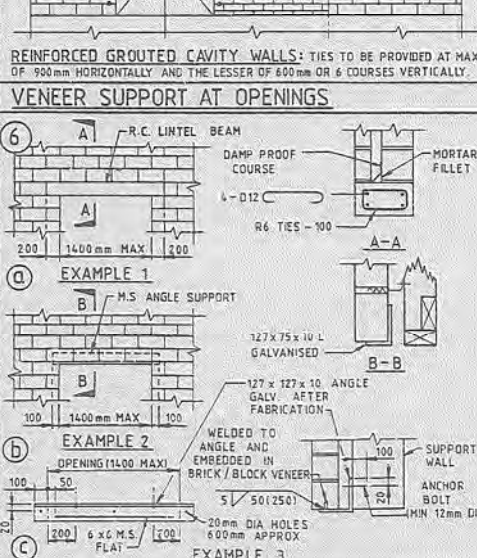 REINFORCED GROUTED CAVITY WALLS: TIES TO BE PROVIDED AT MAX
OF 900mm HORIZONTALLY AND THE LESSER OF 600mm OR 6 COURSES VERTICALLY.
VENEER SUPPORT AT OPENINGS
6
A
R.C. LINTEL BEAM
A
200
1400mm MAX
200
DAMP PROOF
COURSE
MORTAR
FILLET
4-D12
R6 TIES - 100
A-A
a
EXAMPLE 1
B
M.S ANGLE SUPPORT
B
100
1400mm MAX
100
127 x 75 x 10 L
GALVANISED
B-B
b
EXAMPLE 2
127 x 127 x 10 ANGLE
GALV. AFTER
FABRICATION
WELDED TO
ANGLE AND
EMBEDDED IN
BRICK/BLOCK VENEER
5
50(250)
100
20
SUPPORT
WALL
ANCHOR
BOLT
(MIN 12mm DI
OPENING (1400 MAX)
100
50
20
200
6 x 6 M.S.
FLAT
200
20mm DIA HOLES
600mm APPROX
c
EXAMPLE 3